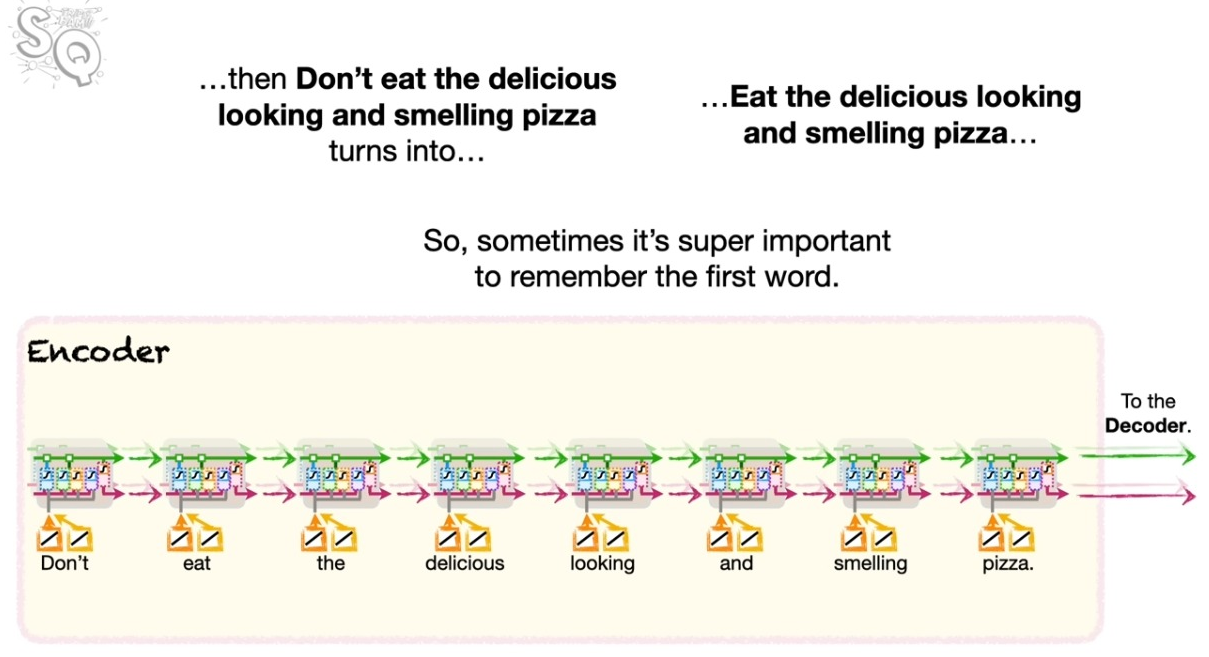 SQ
…then Don’t eat the delicious
looking and smelling pizza
turns into…
…Eat the delicious looking
and smelling pizza…
So, sometimes it’s super important
to remember the first word.
Encoder
To the
Decoder.
Don’t eat the delicious looking and smelling pizza.